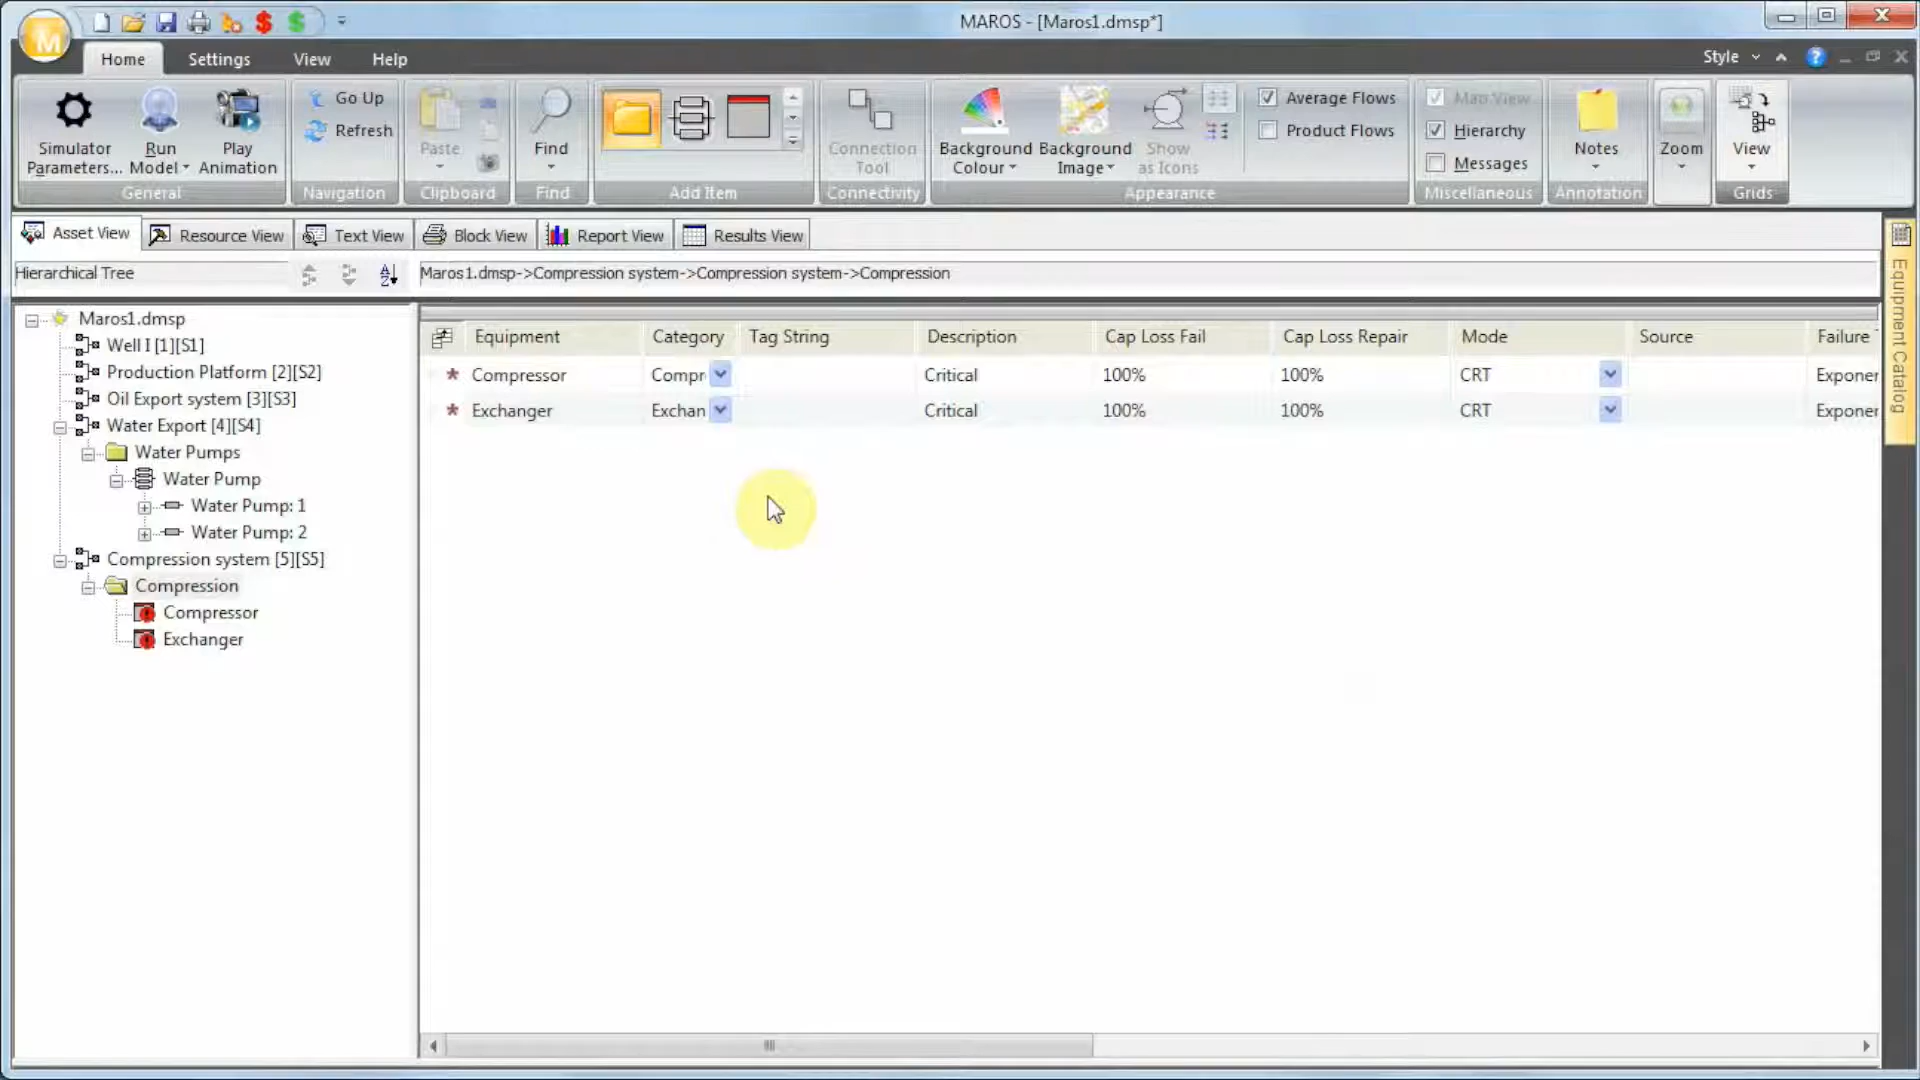 MAROS - [Maros1.dmsp*]
M
Home Settings View Help Style
Simulator Parameters...
Run Model
Play Animation
General
Go Up
Refresh
Navigation
Paste
Clipboard
Find
Find
Add Item
Connection Tool
Connectivity
Background Colour
Background Image
Show as Icons
Average Flows
Product Flows
Appearance
Map View
Hierarchy
Messages
Miscellaneous
Notes
Annotation
Zoom
View
Grids
Asset View Resource View Text View Block View Report View Results View
Hierarchical Tree
Maros1.dmsp->Compression system->Compression system->Compression
Maros1.dmsp
Well I [1][S1]
Production Platform [2][S2]
Oil Export system [3][S3]
Water Export [4][S4]
Water Pumps
Water Pump
Water Pump: 1
Water Pump: 2
Compression system [5][S5]
Compression
Compressor
Exchanger
Equipment Category Tag String Description Cap Loss Fail Cap Loss Repair Mode Source Failure
* Compressor Compr Critical 100% 100% CRT Exponer
* Exchanger Exchan Critical 100% 100% CRT Exponer
Equipment Catalog